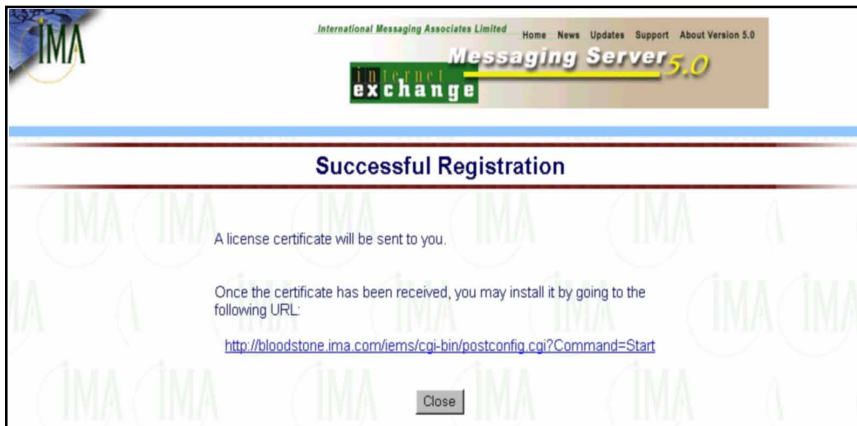 IMA
International Messaging Associates Limited
Home News Updates Support About Version 5.0
Messaging Server 5.0
internet
exchange
Successful Registration
A license certificate will be sent to you.
Once the certificate has been received, you may install it by going to the
following URL:
http://bloodstone.ima.com/iems/cgi-bin/postconfig.cgi?Command=Start
Close